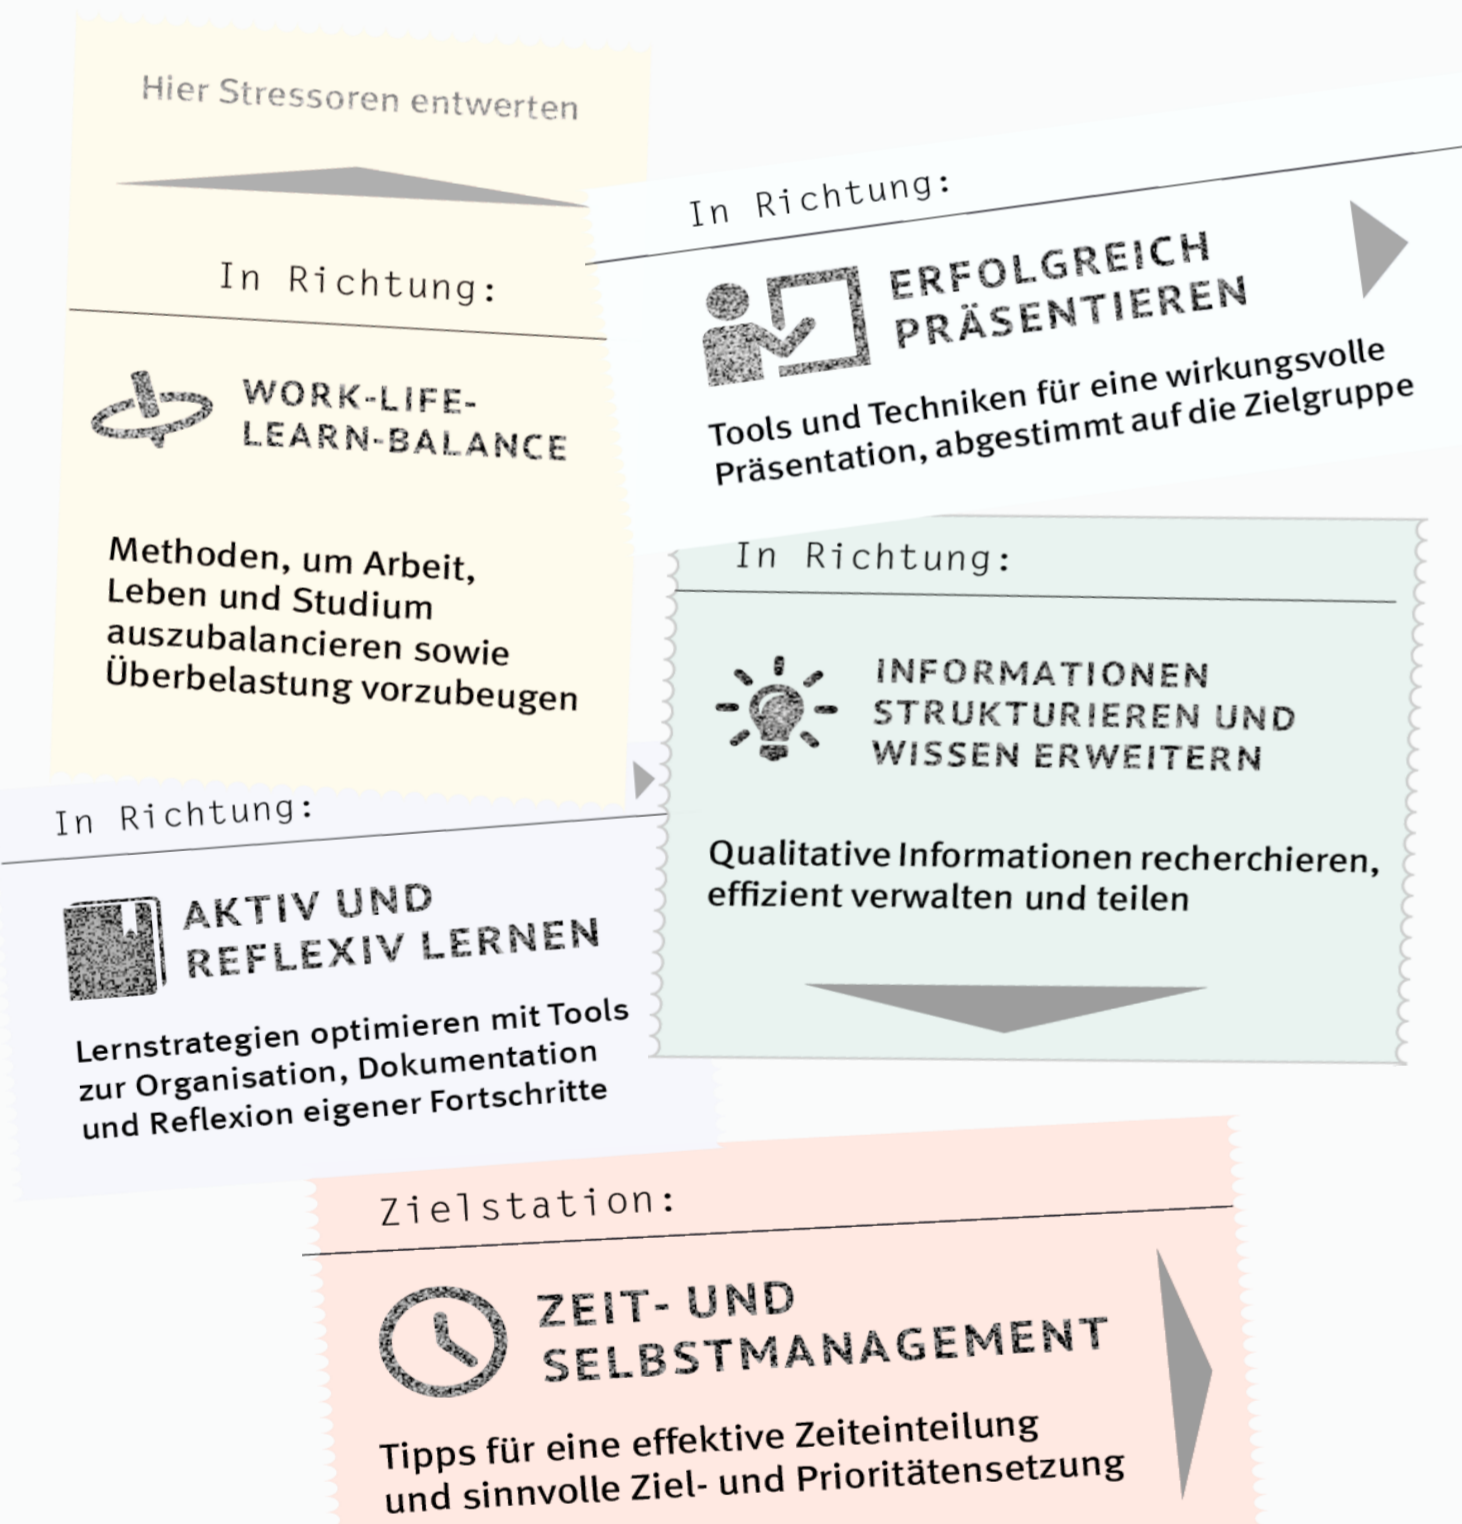 Hier Stressoren entwerten
In Richtung:
WORK-LIFE-
LEARN-BALANCE
Methoden, um Arbeit,
Leben und Studium
auszubalancieren sowie
Überbelastung vorzubeugen
In Richtung:
ERFOLGREICH
PRÄSENTIEREN
Tools und Techniken für eine wirkungsvolle
Präsentation, abgestimmt auf die Zielgruppe
In Richtung:
INFORMATIONEN
STRUKTURIEREN UND
WISSEN ERWEITERN
Qualitative Informationen recherchieren,
effizient verwalten und teilen
In Richtung:
AKTIV UND
REFLEXIV LERNEN
Lernstrategien optimieren mit Tools
zur Organisation, Dokumentation
und Reflexion eigener Fortschritte
Zielstation:
ZEIT- UND
SELBSTMANAGEMENT
Tipps für eine effektive Zeiteinteilung
und sinnvolle Ziel- und Prioritätensetzung